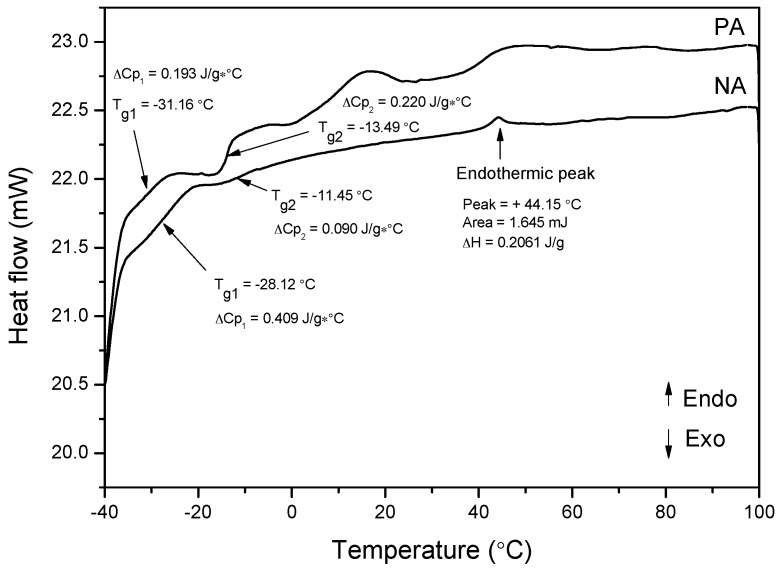 PA
NA
ΔCp1 = 0.193 J/g*°C
Tg1 = -31.16 °C
ΔCp2 = 0.220 J/g*°C
Tg2 = -13.49 °C
Endothermic peak
Peak = + 44.15 °C
Area = 1.645 mJ
ΔH = 0.2061 J/g
Tg2 = -11.45 °C
ΔCp2 = 0.090 J/g*°C
Tg1 = -28.12 °C
ΔCp1 = 0.409 J/g*°C
Endo
Exo
Heat flow (mW)
23.0
22.5
22.0
21.5
21.0
20.5
20.0
-40 -20 0 20 40 60 80 100
Temperature (°C)